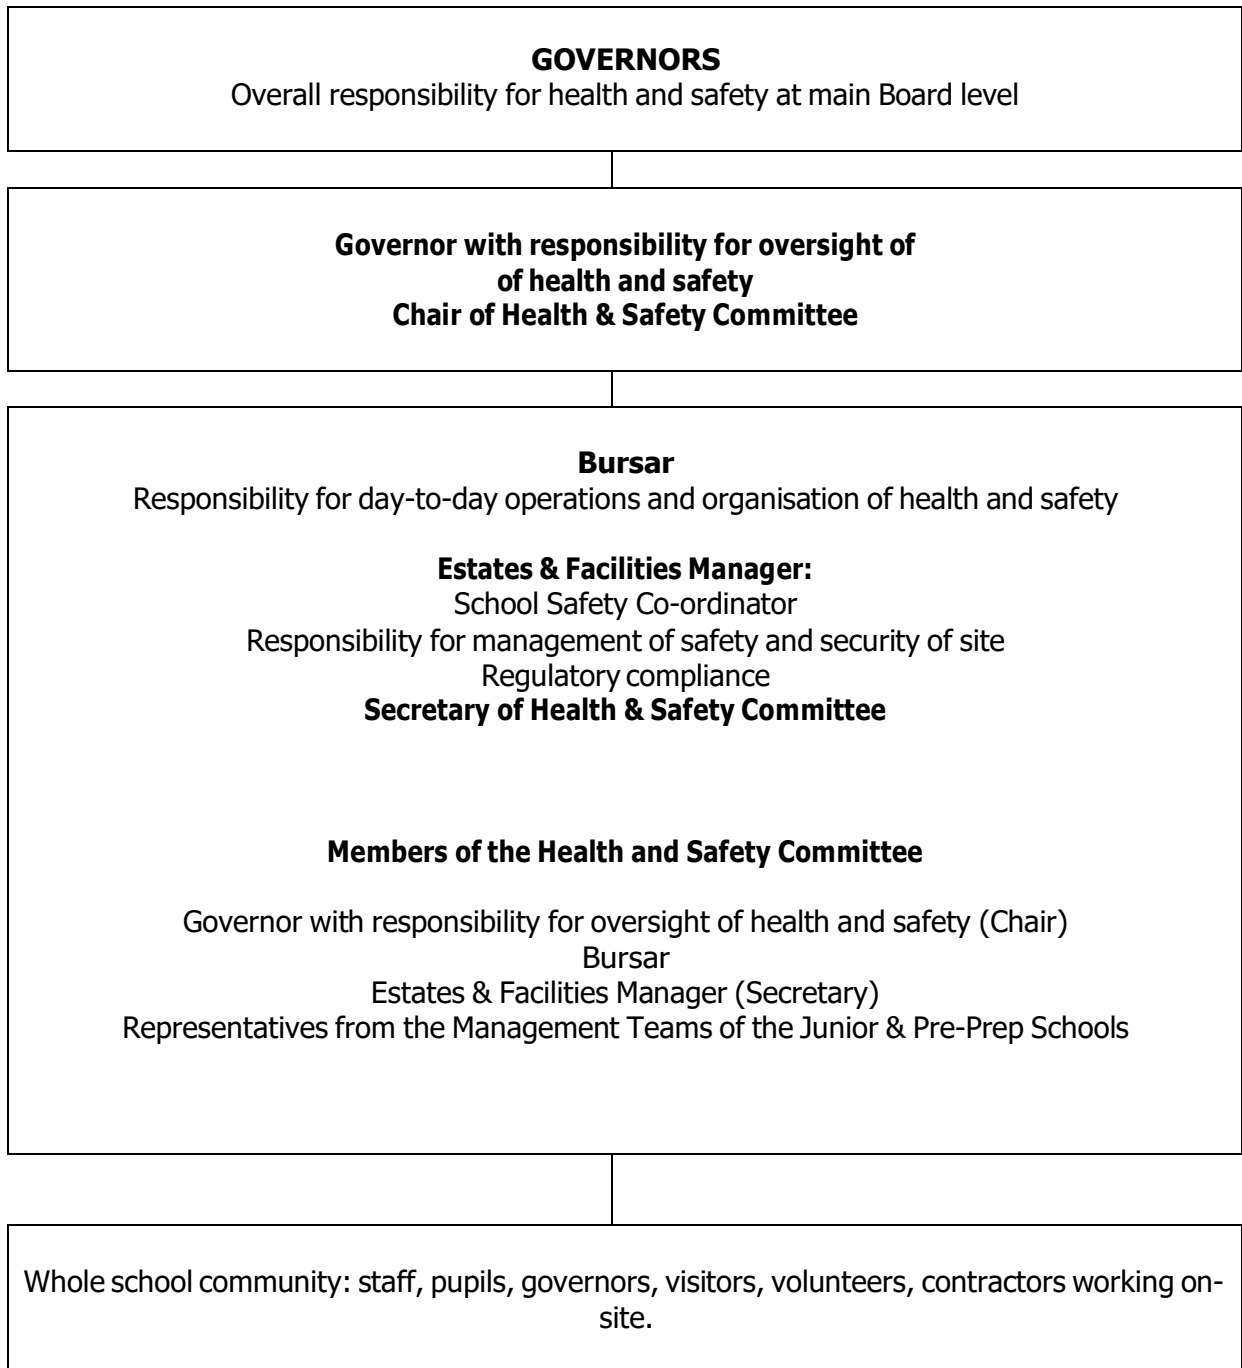 GOVERNORS
Overall responsibility for health and safety at main Board level
Governor with responsibility for oversight of
of health and safety
Chair of Health & Safety Committee
Bursar
Responsibility for day-to-day operations and organisation of health and safety
Estates & Facilities Manager:
School Safety Co-ordinator
Responsibility for management of safety and security of site
Regulatory compliance
Secretary of Health & Safety Committee
Members of the Health and Safety Committee
Governor with responsibility for oversight of health and safety (Chair)
Bursar
Estates & Facilities Manager (Secretary)
Representatives from the Management Teams of the Junior & Pre-Prep Schools
Whole school community: staff, pupils, governors, visitors, volunteers, contractors working on-
site.